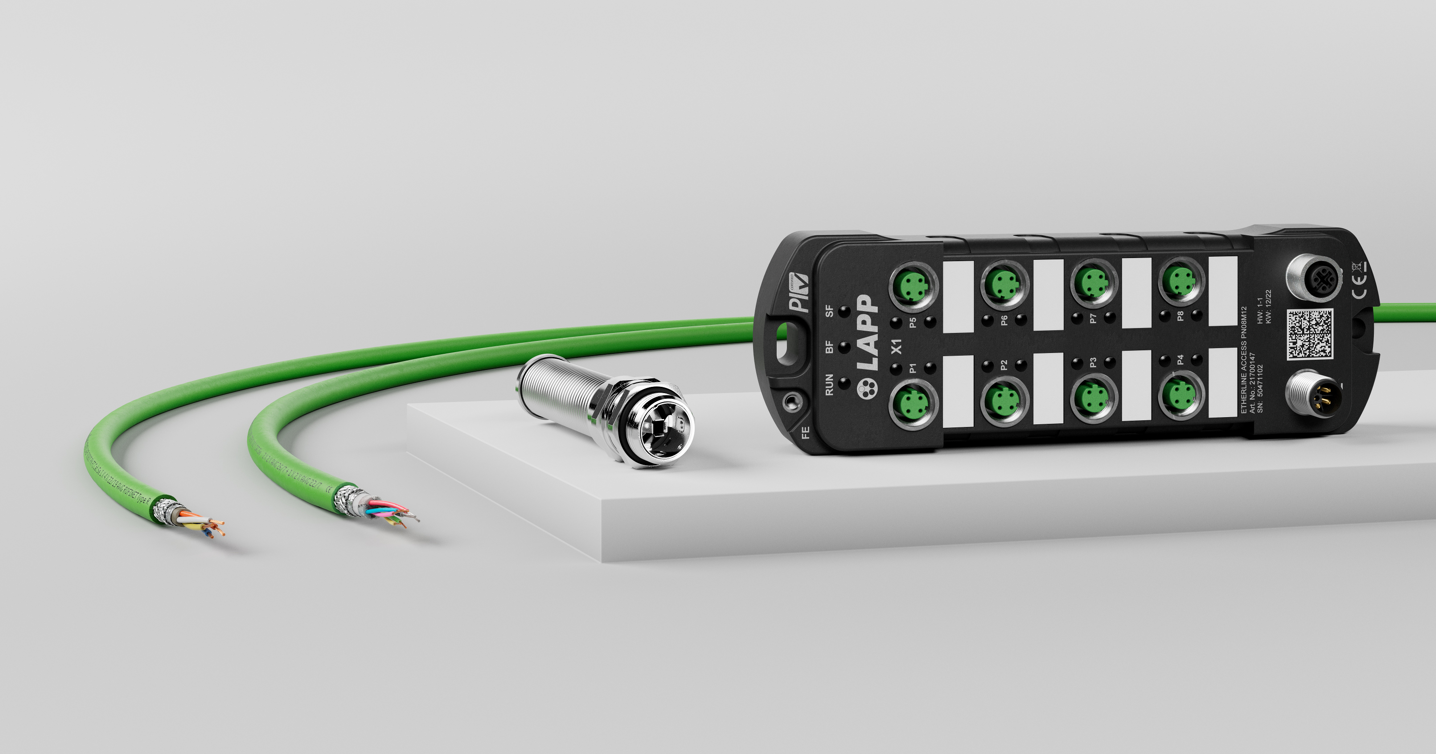 PI
SF
BF
RUN
FE
LAPP
X1
P5
P6
P7
P8
P1
P2
P3
P4
ETHERLINE ACCESS PN08M12
Art. No.: 21700147
SN: 50471102
HW: 1-1
KW: 12/22
CE